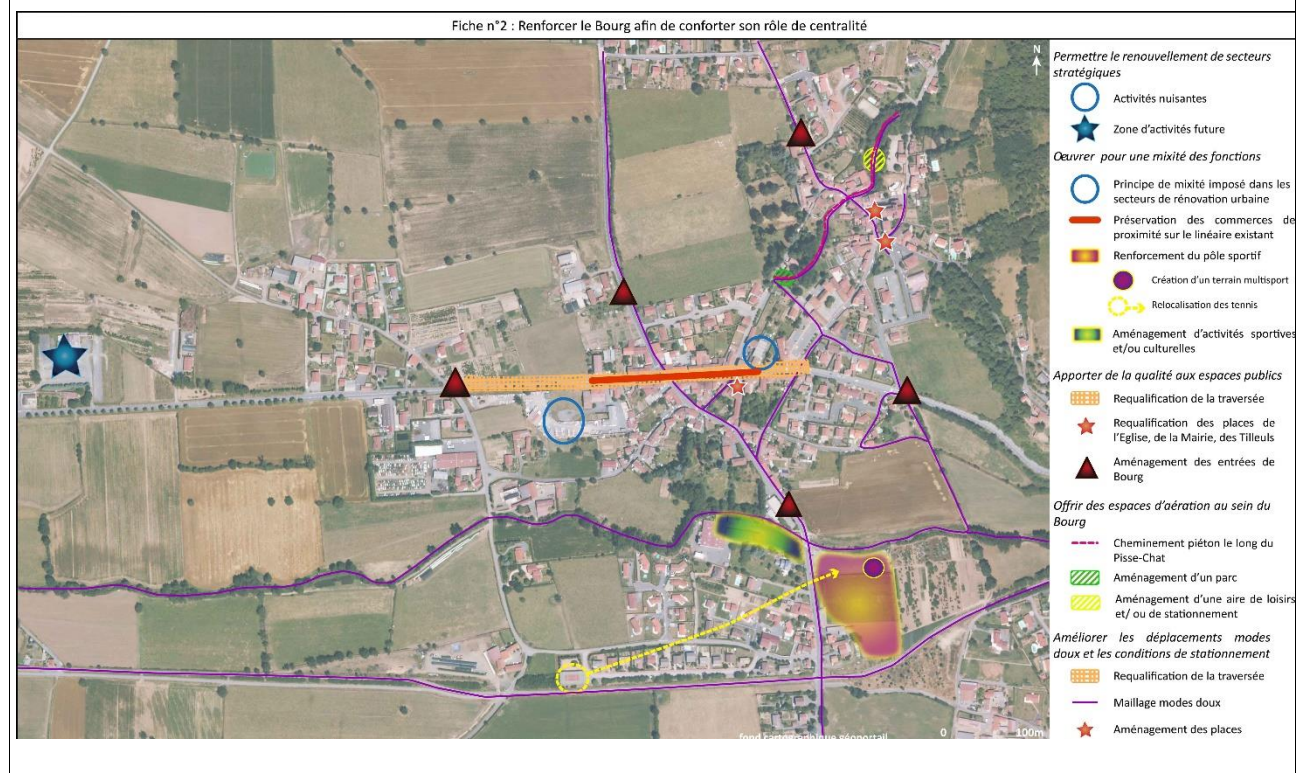 Fiche n°2 : Renforcer le Bourg afin de conforter son rôle de centralité
N
Permettre le renouvellement de secteurs
stratégiques
Activités nuisantes
Zone d'activités future
Oeuvrer pour une mixité des fonctions
Principe de mixité imposé dans les
secteurs de rénovation urbaine
Préservation des commerces de
proximité sur le linéaire existant
Renforcement du pôle sportif
Création d'un terrain multisport
Relocalisation des tennis
Aménagement d'activités sportives
et/ou culturelles
Apporter de la qualité aux espaces publics
Requalification de la traversée
Requalification des places de
l'Eglise, de la Mairie, des Tilleuls
Aménagement des entrées de
Bourg
Offrir des espaces d'aération au sein du
Bourg
Cheminement piéton le long du
Pisse-Chat
Aménagement d'un parc
Aménagement d'une aire de loisirs
et/ ou de stationnement
Améliorer les déplacements modes
doux et les conditions de stationnement
Requalification de la traversée
Maillage modes doux
Aménagement des places
fond cartographique géoportail
0 100m